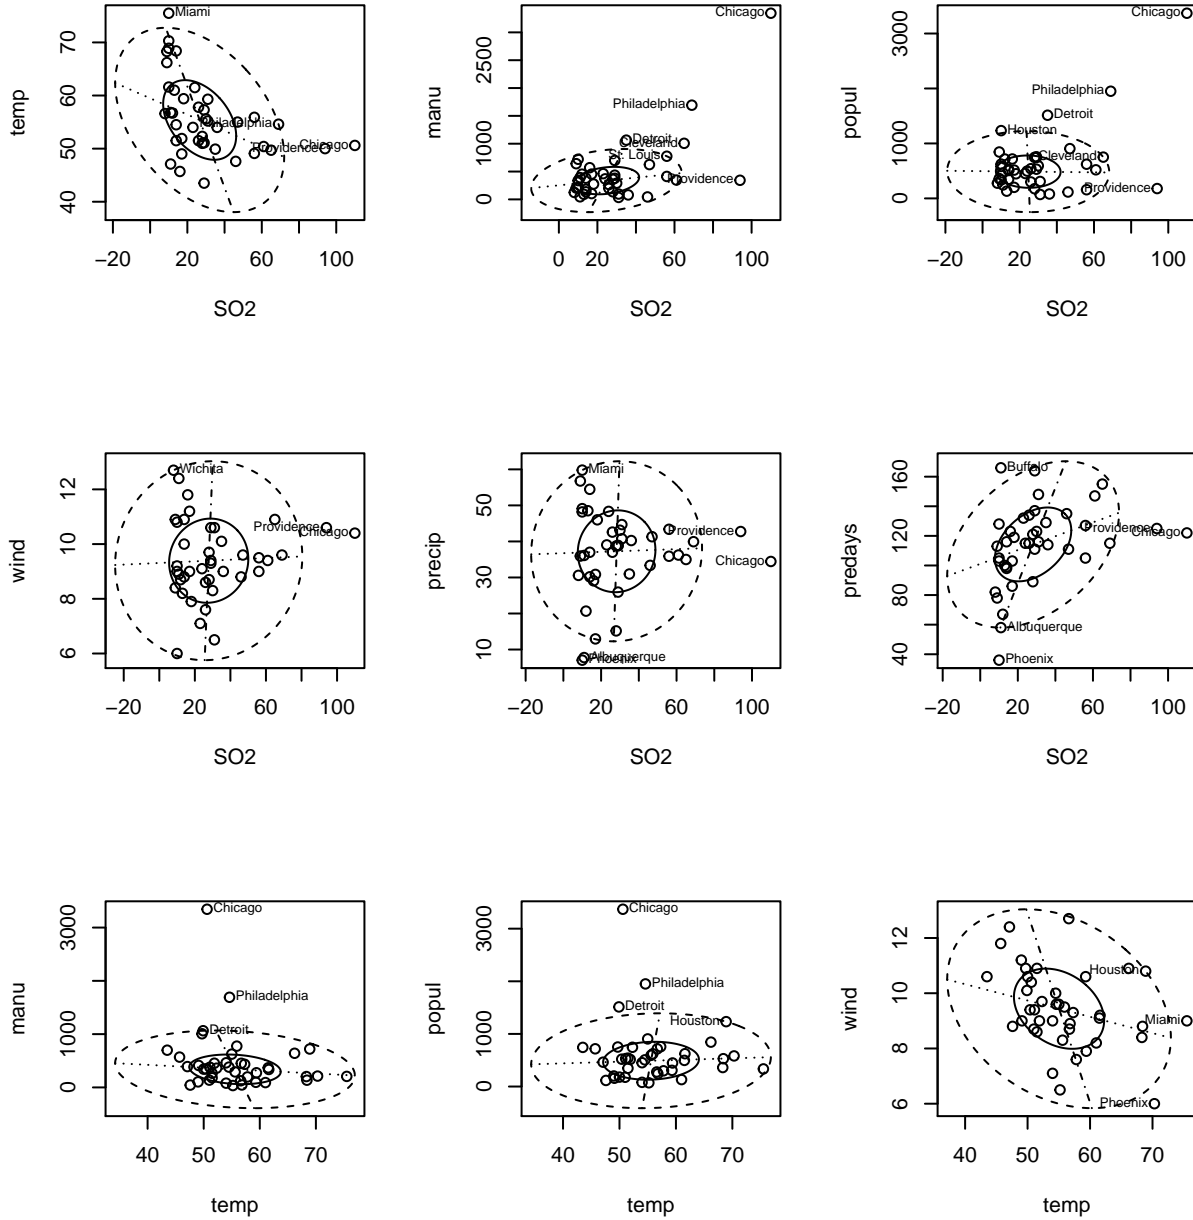 Miami
Philadelphia
Providence
Chicago
temp
40 50 60 70
−20 20 60 100
SO2
Chicago
Philadelphia
Detroit
Cleveland
St. Louis
Providence
manu
0 1000 2500
0 20 40 60 80 100
SO2
Chicago
Philadelphia
Detroit
Houston
Cleveland
Providence
popul
0 1000 3000
−20 20 60 100
SO2
Wichita
Providence
Chicago
wind
6 8 10 12
−20 20 60 100
SO2
Miami
Providence
Chicago
Albuquerque
Phoenix
precip
10 30 50
−20 20 60 100
SO2
Buffalo
Providence
Chicago
Albuquerque
Phoenix
predays
40 80 120 160
−20 20 60 100
SO2
Chicago
Philadelphia
Detroit
manu
0 1000 3000
40 50 60 70
temp
Chicago
Philadelphia
Detroit
Houston
popul
0 1000 3000
40 50 60 70
temp
Houston
Miami
Phoenix
wind
6 8 10 12
40 50 60 70
temp